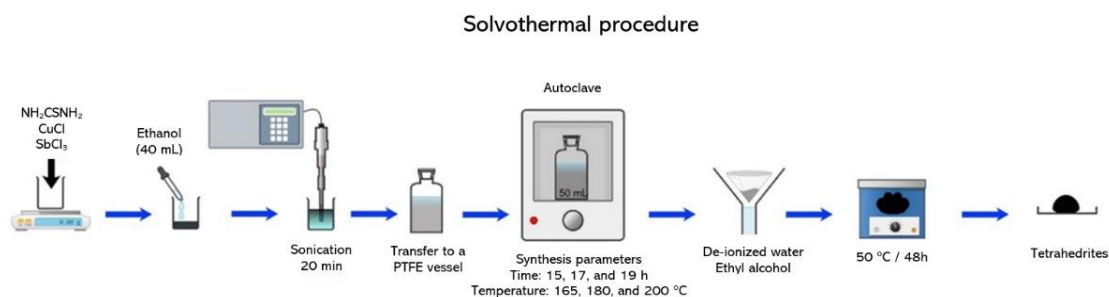 Solvothermal procedure
NH₂CSNH₂
CuCl
SbCl₃
Ethanol
(40 mL)
Sonication
20 min
Transfer to a
PTFE vessel
Autoclave
50 mL
Synthesis parameters
Time: 15, 17, and 19 h
Temperature: 165, 180, and 200 °C
De-ionized water
Ethyl alcohol
50 °C / 48h
Tetrahedrites